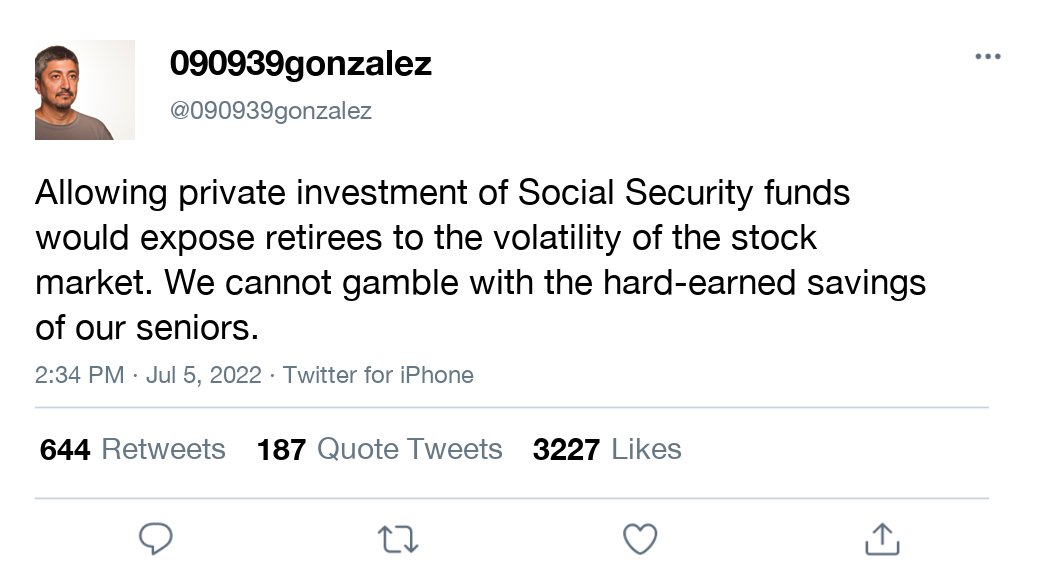 090939gonzalez
@090939gonzalez
Allowing private investment of Social Security funds
would expose retirees to the volatility of the stock
market. We cannot gamble with the hard-earned savings
of our seniors.
2:34 PM · Jul 5, 2022 · Twitter for iPhone
644 Retweets 187 Quote Tweets 3227 Likes